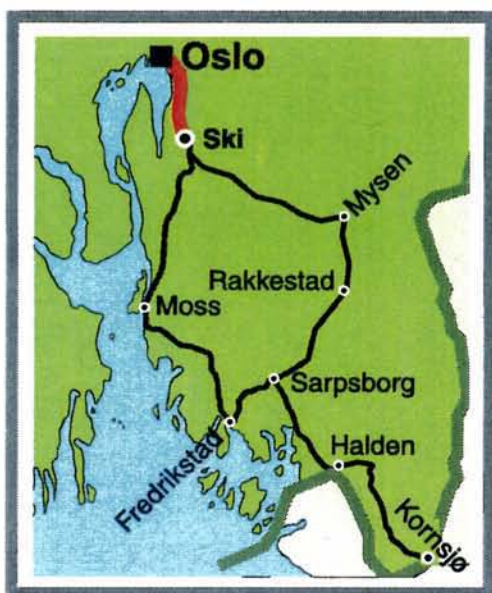 Oslo
Ski
Mysen
Rakkestad
Moss
Sarpsborg
Fredrikstad
Halden
Kornsjø